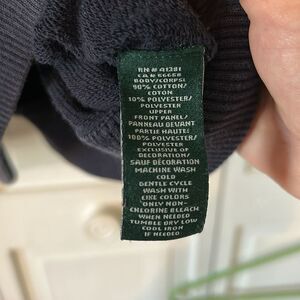 RN # 41381
CA # 56658
BODY/CORPS:
90% COTTON/
COTON
10% POLYESTER/
POLYESTER
UPPER
FRONT PANEL/
PANNEAU DEVANT
PARTIE HAUTE:
100% POLYESTER/
POLYESTER
EXCLUSIVE OF
DECORATION/
SAUF DÉCORATION
MACHINE WASH
COLD
GENTLE CYCLE
WASH WITH
LIKE COLORS
ONLY NON-
CHLORINE BLEACH
WHEN NEEDED
TUMBLE DRY LOW
COOL IRON
IF NEEDED